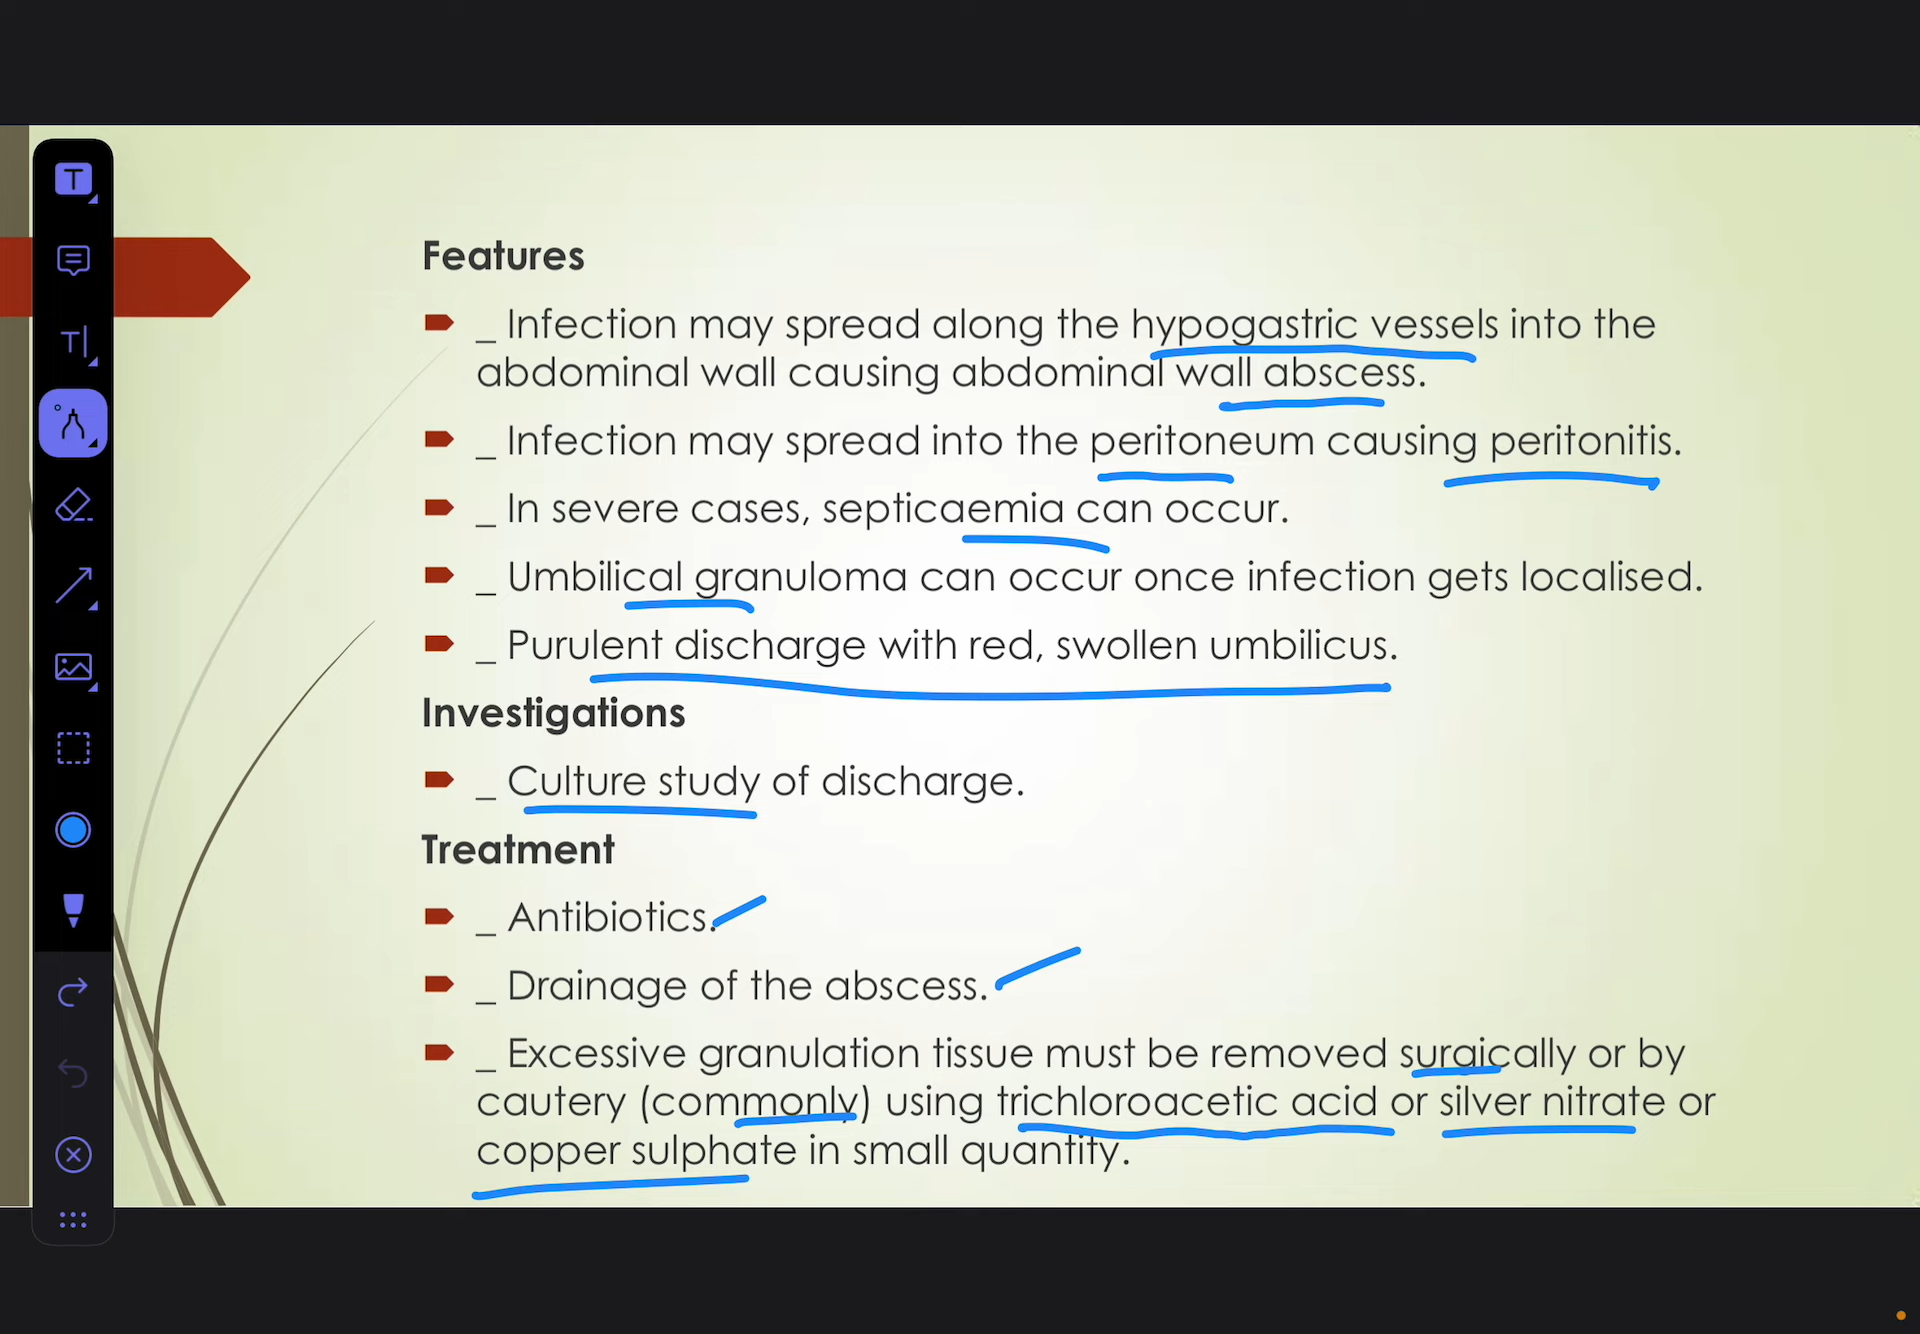 Features
_ Infection may spread along the hypogastric vessels into the
abdominal wall causing abdominal wall abscess.
_ Infection may spread into the peritoneum causing peritonitis.
_ In severe cases, septicaemia can occur.
_ Umbilical granuloma can occur once infection gets localised.
_ Purulent discharge with red, swollen umbilicus.
Investigations
_ Culture study of discharge.
Treatment
_ Antibiotics.
_ Drainage of the abscess.
_ Excessive granulation tissue must be removed surgically or by
cautery (commonly) using trichloroacetic acid or silver nitrate or
copper sulphate in small quantity.